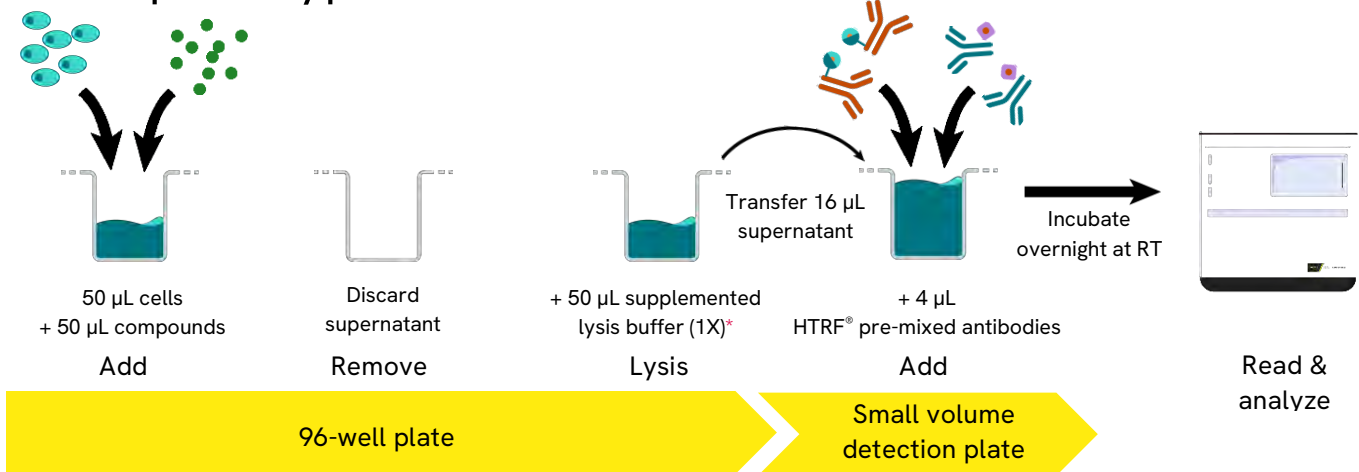 50 µL cells
+ 50 µL compounds
Add
Discard
supernatant
Remove
+ 50 µL supplemented
lysis buffer (1X)*
Lysis
Transfer 16 µL
supernatant
+ 4 µL
HTRF® pre-mixed antibodies
Add
Incubate
overnight at RT
Read &
analyze
96-well plate
Small volume
detection plate